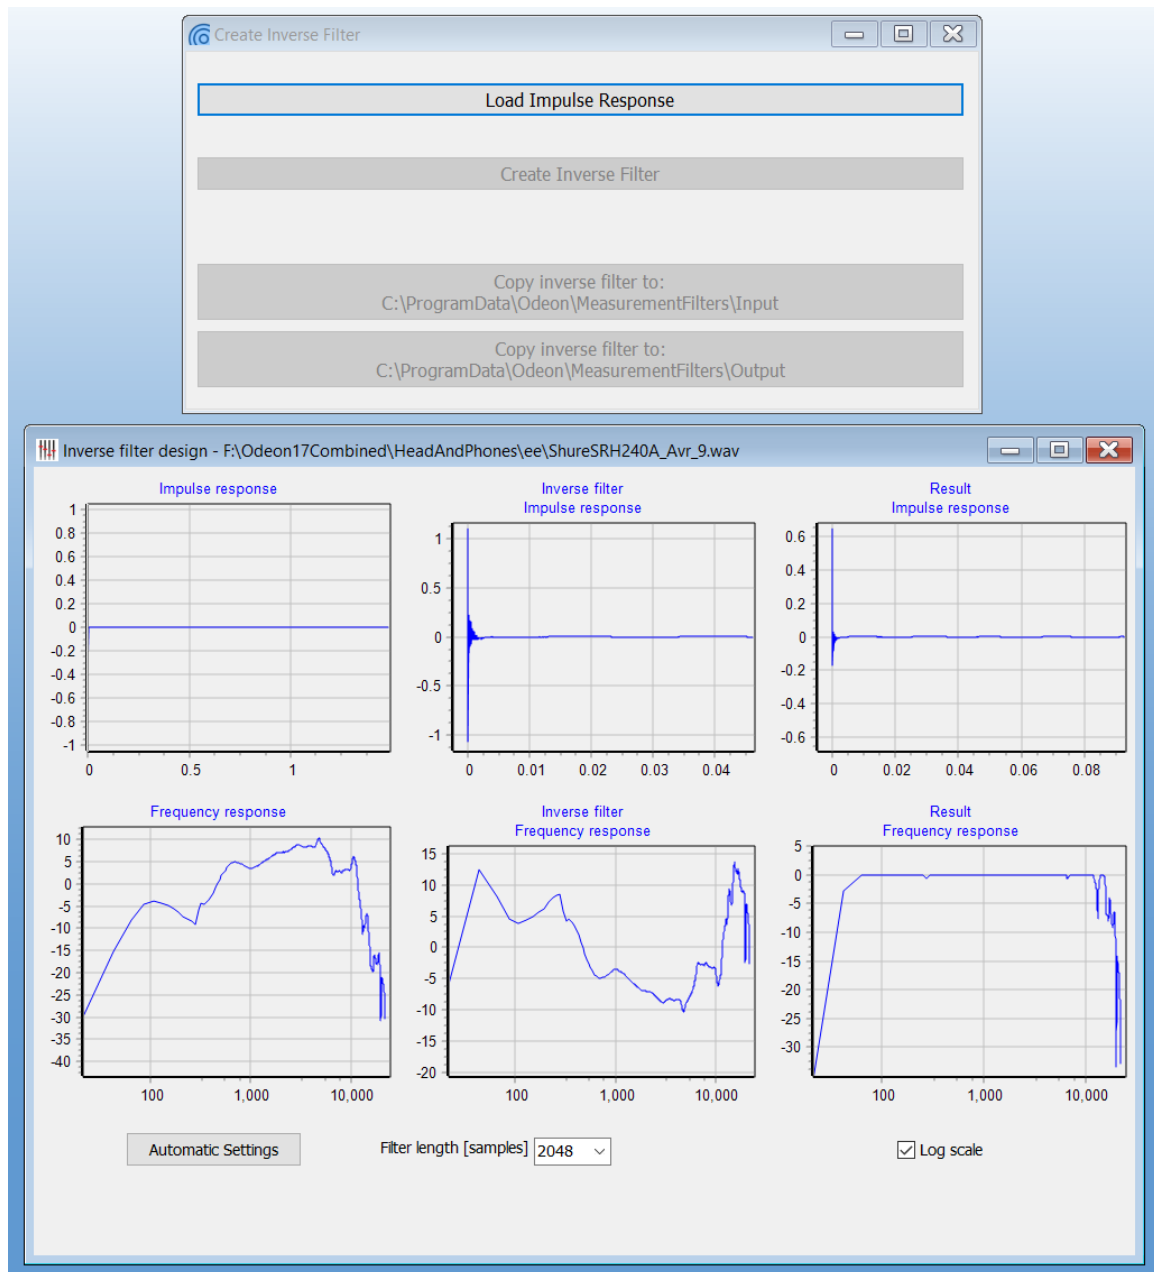 Create Inverse Filter
Load Impulse Response
Create Inverse Filter
Copy inverse filter to:
C:\ProgramData\Odeon\MeasurementFilters\Input
Copy inverse filter to:
C:\ProgramData\Odeon\MeasurementFilters\Output
Inverse filter design - F:\Odeon17Combined\HeadAndPhones\ee\ShureSRH240A_Avr_9.wav
Impulse response
1
0.8
0.6
0.4
0.2
0
-0.2
-0.4
-0.6
-0.8
-1
0 0.5 1
Inverse filter
Impulse response
1
0.5
0
-0.5
-1
0 0.01 0.02 0.03 0.04
Result
Impulse response
0.6
0.4
0.2
0
-0.2
-0.4
-0.6
0 0.02 0.04 0.06 0.08
Frequency response
10
5
0
-5
-10
-15
-20
-25
-30
-35
-40
100 1,000 10,000
Inverse filter
Frequency response
15
10
5
0
-5
-10
-15
-20
100 1,000 10,000
Result
Frequency response
5
0
-5
-10
-15
-20
-25
-30
100 1,000 10,000
Automatic Settings
Filter length [samples] 2048
Log scale